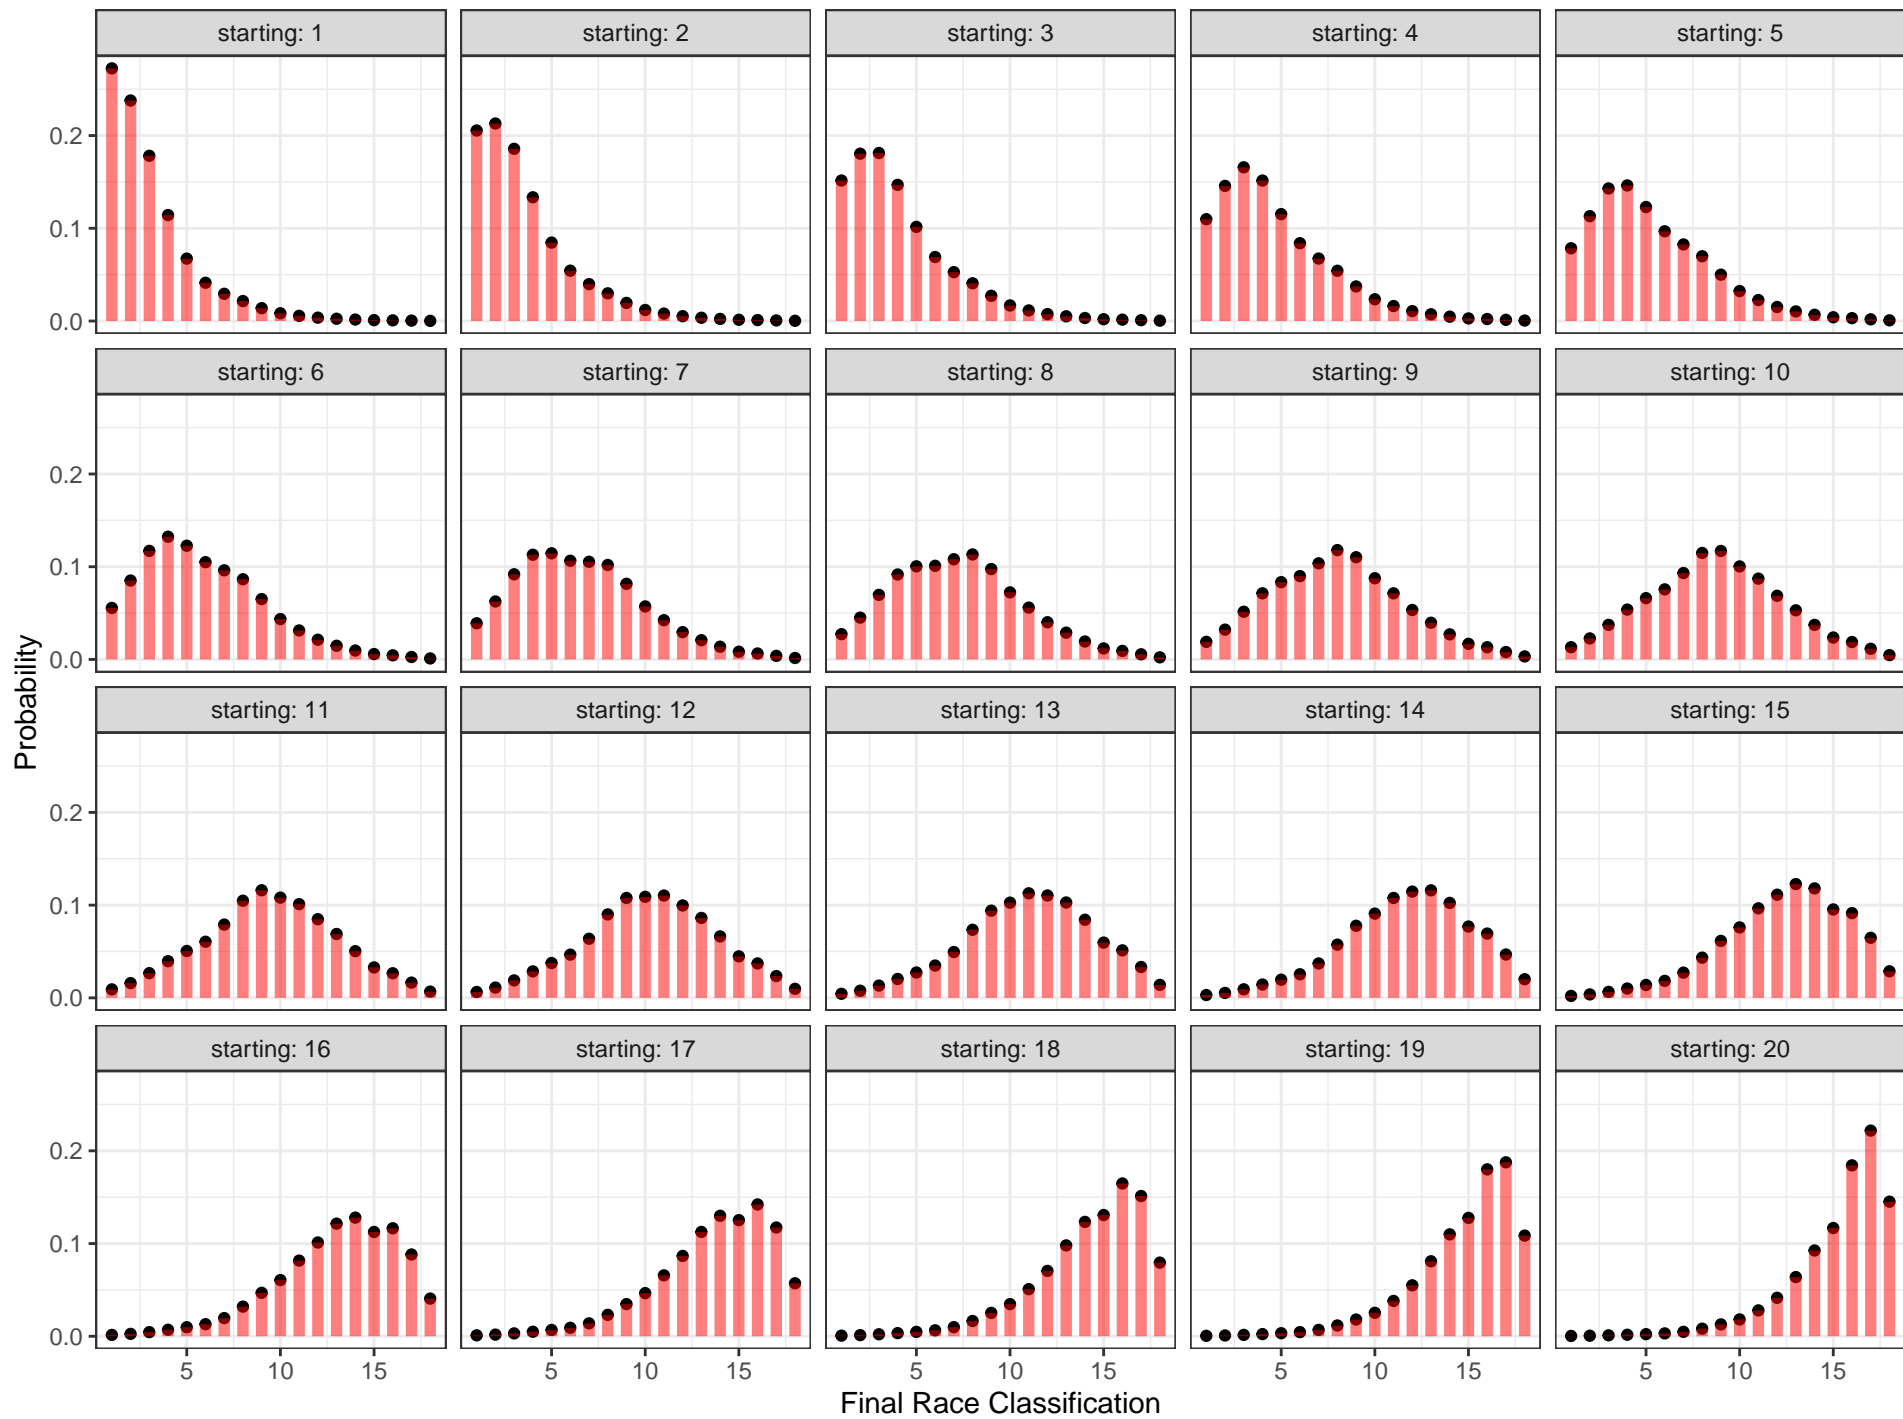 starting: 1
starting: 2
starting: 3
starting: 4
starting: 5
0.2
0.1
0.0
starting: 6
starting: 7
starting: 8
starting: 9
starting: 10
0.2
0.1
0.0
Probability
starting: 11
starting: 12
starting: 13
starting: 14
starting: 15
0.2
0.1
0.0
starting: 16
starting: 17
starting: 18
starting: 19
starting: 20
0.2
0.1
0.0
5 10 15
5 10 15
5 10 15
5 10 15
5 10 15
Final Race Classification